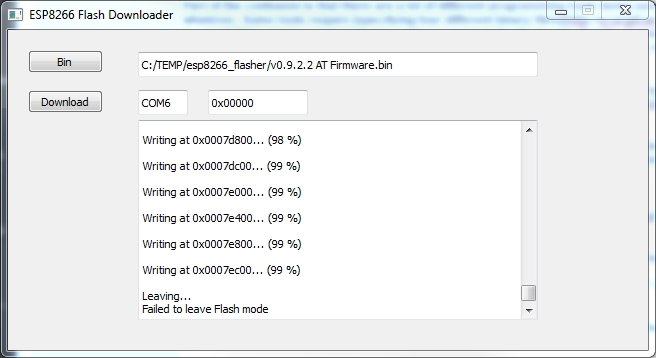 ESP8266 Flash Downloader
Bin
C:/TEMP/esp8266_flasher/v0.9.2.2 AT Firmware.bin
Download
COM6
0x00000
Writing at 0x0007d800... (98 %)
Writing at 0x0007dc00... (99 %)
Writing at 0x0007e000... (99 %)
Writing at 0x0007e400... (99 %)
Writing at 0x0007e800... (99 %)
Writing at 0x0007ec00... (99 %)
Leaving...
Failed to leave Flash mode